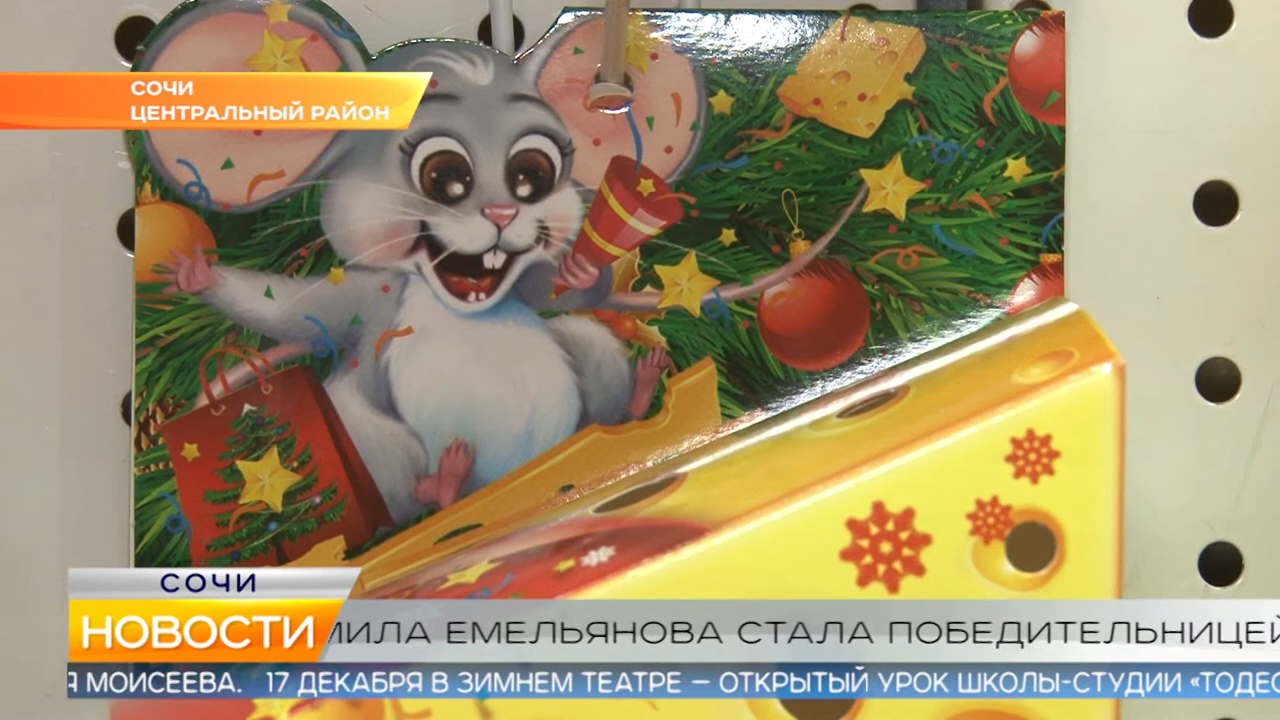 СОЧИ
ЦЕНТРАЛЬНЫЙ РАЙОН
СОЧИ
НОВОСТИ
МИЛА ЕМЕЛЬЯНОВА СТАЛА ПОБЕДИТЕЛЬНИЦЕЙ
Я МОИСЕЕВА. 17 ДЕКАБРЯ В ЗИМНЕМ ТЕАТРЕ – ОТКРЫТЫЙ УРОК ШКОЛЫ-СТУДИИ «ТОДЕС